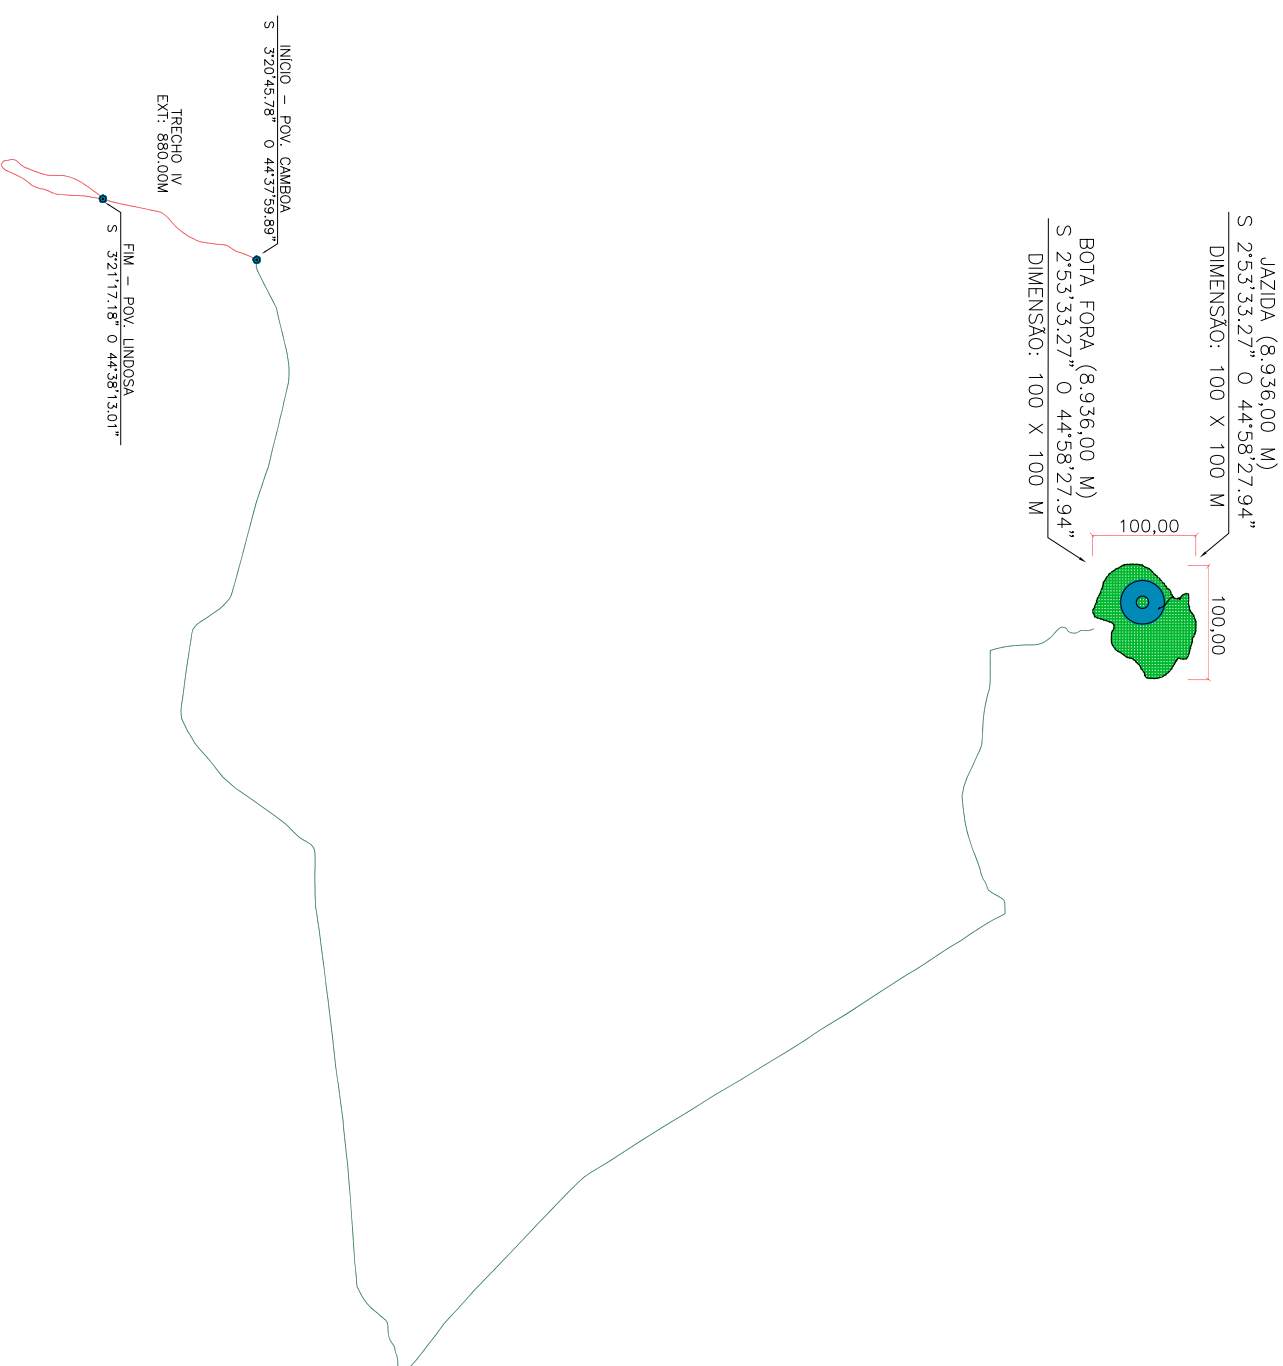 JAZIDA (8.936,00 M)
S 2°53'33.27" O 44°58'27.94"
DIMENSÃO: 100 X 100 M
BOTA FORA (8.936,00 M)
S 2°53'33.27" O 44°58'27.94"
DIMENSÃO: 100 X 100 M
100,00
100,00
INÍCIO - POV. CAMBOA
S 3°20'45.78" O 44°37'59.89"
TRECHO IV
EXT: 880.00M
FIM - POV. LINDOSA
S 3°21'17.18" O 44°38'13.01"